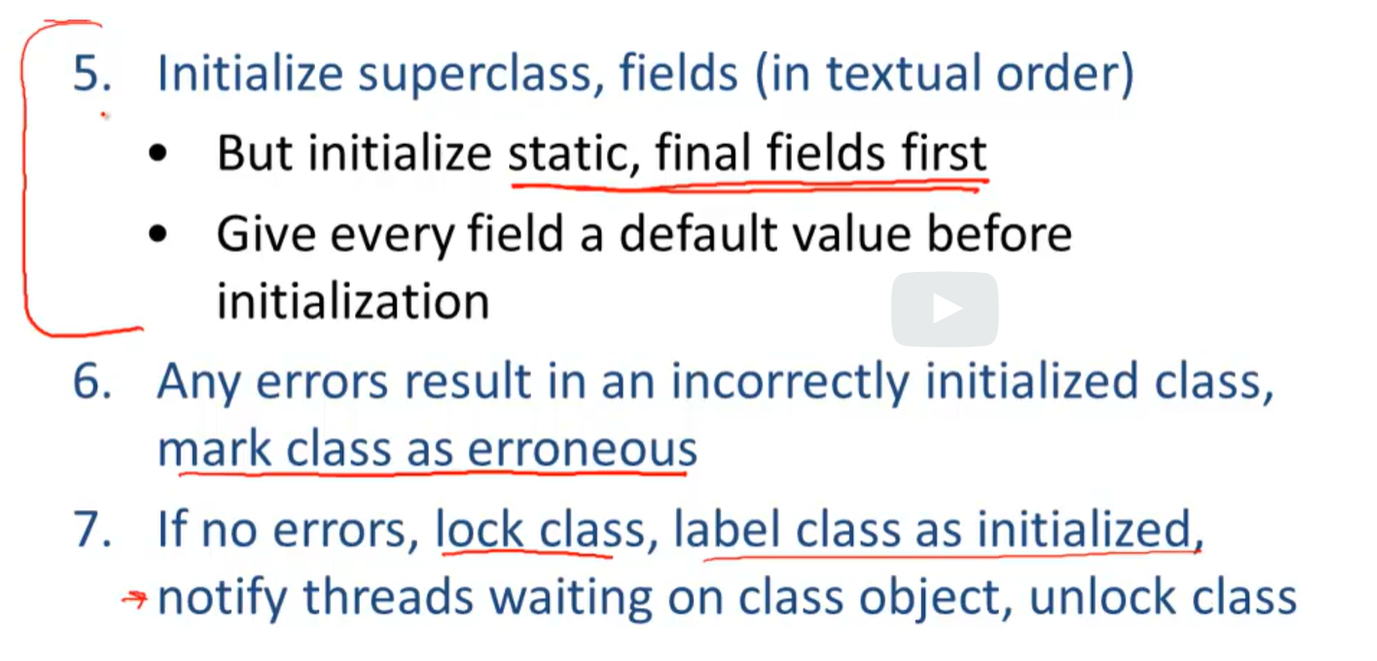 5. Initialize superclass, fields (in textual order)
• But initialize static, final fields first
• Give every field a default value before
initialization
6. Any errors result in an incorrectly initialized class,
mark class as erroneous
7. If no errors, lock class, label class as initialized,
notify threads waiting on class object, unlock class